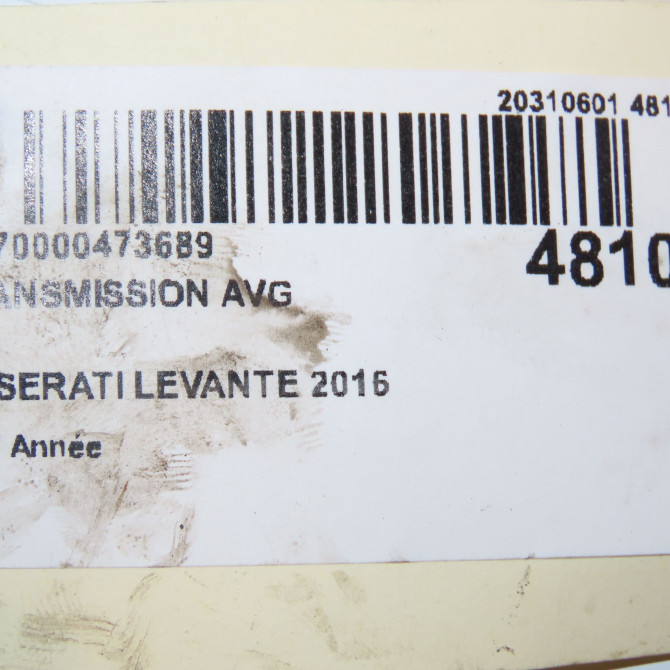 20310601 481
70000473689
4810
ANSMISSION AVG
SERATI LEVANTE 2016
Année